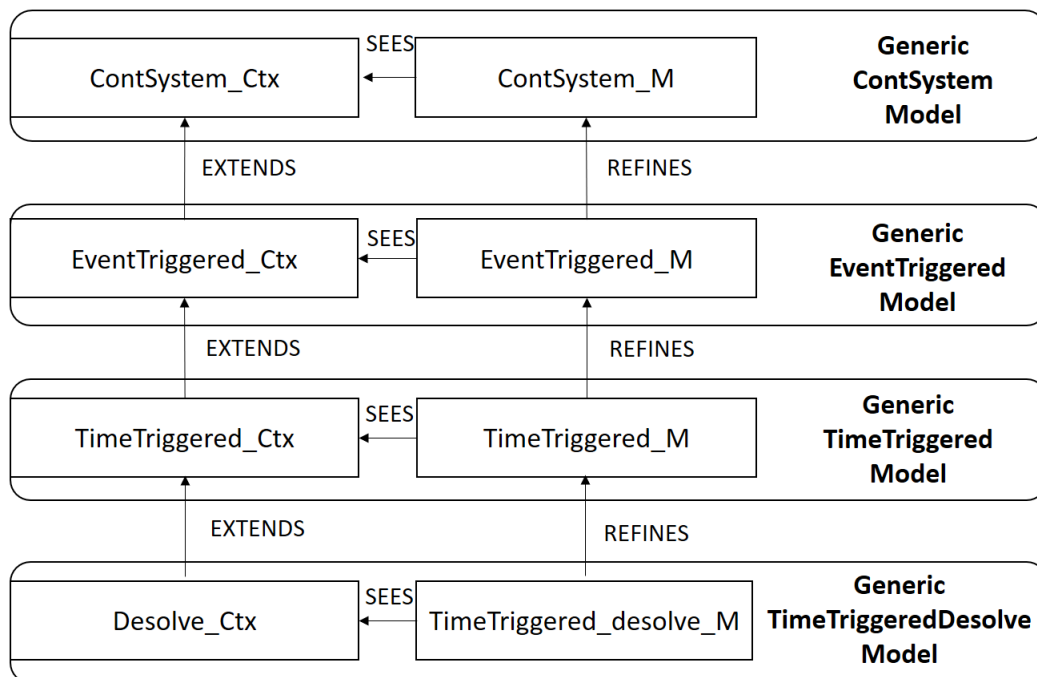 SEES
Generic
ContSystem
Model
ContSystem_Ctx
ContSystem_M
EXTENDS
REFINES
SEES
Generic
EventTriggered
Model
EventTriggered_Ctx
EventTriggered_M
EXTENDS
REFINES
SEES
Generic
TimeTriggered
Model
TimeTriggered_Ctx
TimeTriggered_M
EXTENDS
REFINES
SEES
Generic
TimeTriggeredDesolve
Model
Desolve_Ctx
TimeTriggered_desolve_M